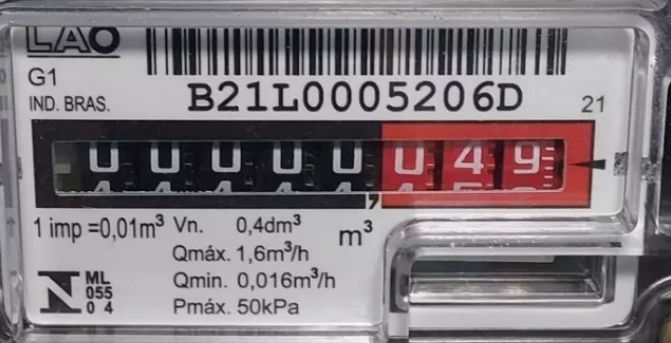 LAO
G1
IND. BRAS.
B21L0005206D
21
0 0 0 0 0 , 0 4 9
1 imp =0,01m³
Vn. 0,4dm³
m³
Qmáx. 1,6m³/h
Qmin. 0,016m³/h
Pmáx. 50kPa
N
ML
055
0 4